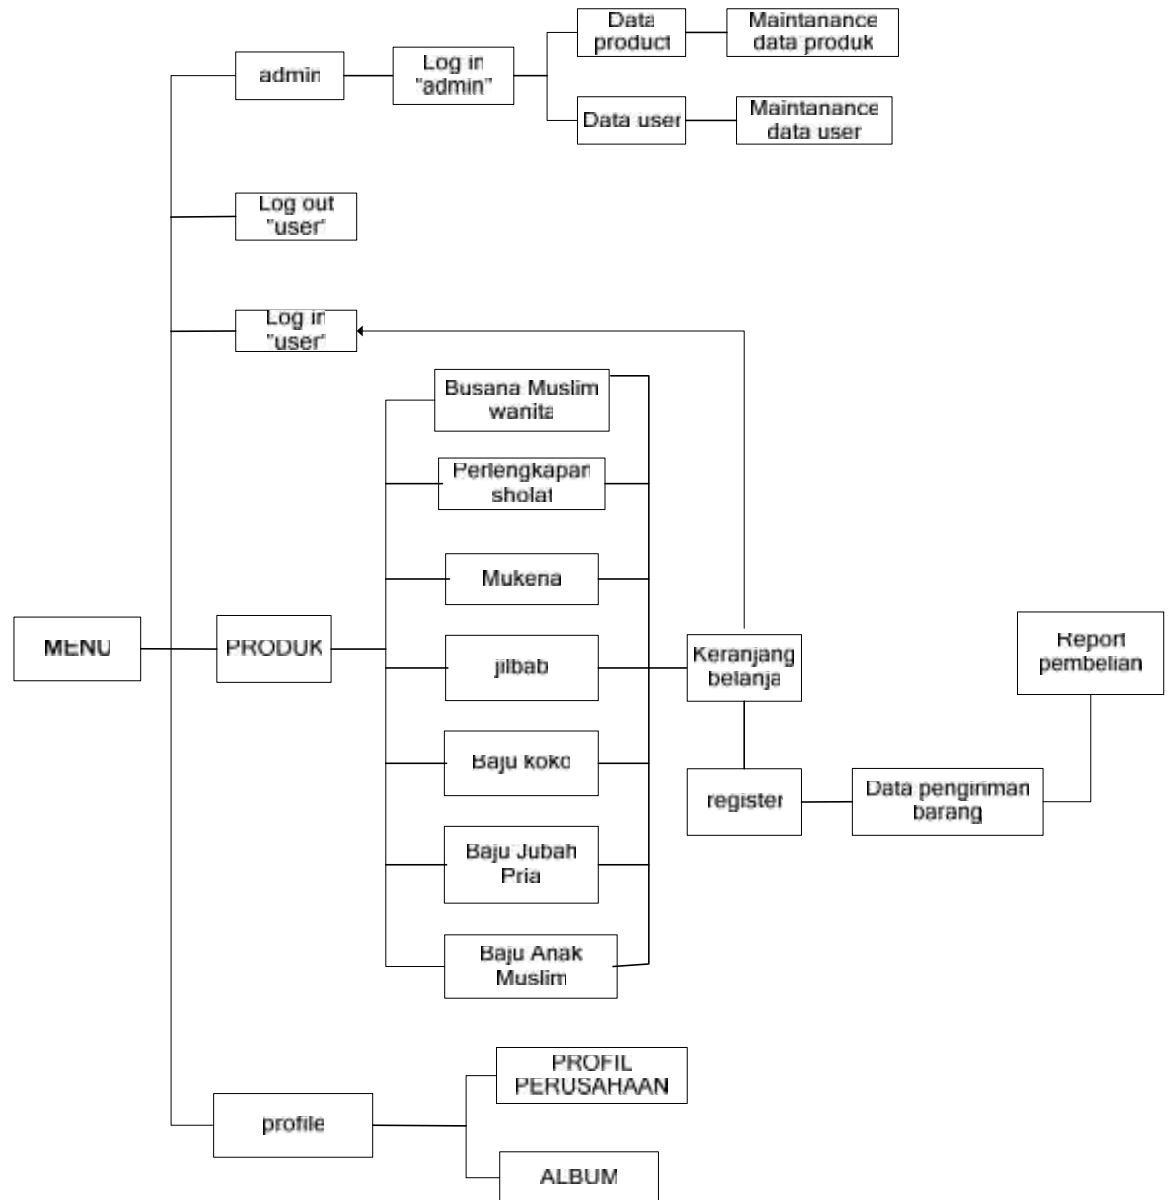 Data
product
Maintanance
data produk
admin
Log in
"admin"
Data user
Maintanance
data user
Log out
"user"
Log in
"user"
Busana Muslim
wanita
Perlengkapan
sholat
Mukena
MENU
PRODUK
jilbab
Keranjang
belanja
Report
pembelian
Baju koko
register
Data pengiriman
barang
Baju Jubah
Pria
Baju Anak
Muslim
PROFIL
PERUSAHAAN
profile
ALBUM